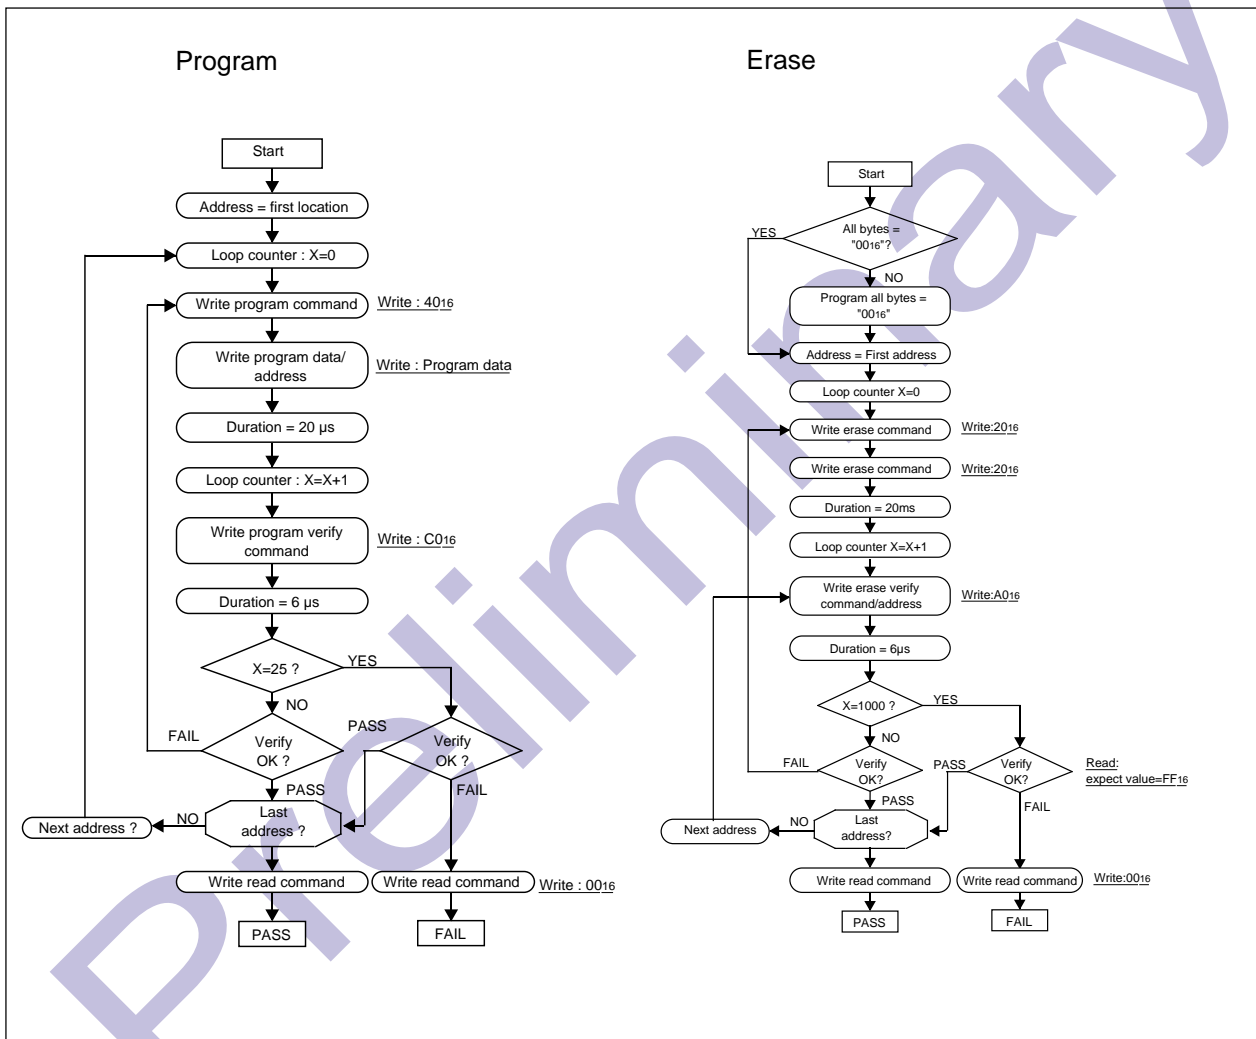 Program
Start
Address = first location
Loop counter : X=0
Write program command
Write : 4016
Write program data/
address
Write : Program data
Duration = 20 µs
Loop counter : X=X+1
Write program verify
command
Write : C016
Duration = 6 µs
X=25 ?
YES
NO
FAIL
Verify
OK ?
PASS
Verify
OK ?
PASS
FAIL
Last
address ?
NO
Next address ?
Write read command
Write read command
Write : 0016
PASS
FAIL
Erase
Start
All bytes =
"0016"?
YES
NO
Program all bytes =
"0016"
Address = First address
Loop counter X=0
Write erase command
Write:2016
Write erase command
Write:2016
Duration = 20ms
Loop counter X=X+1
Write erase verify
command/address
Write:A016
Duration = 6µs
X=1000 ?
YES
NO
FAIL
Verify
OK?
PASS
Verify
OK?
Read:
expect value=FF16
PASS
FAIL
Last
address?
NO
Next address
Write read command
Write read command
Write:0016
PASS
FAIL
Preliminary